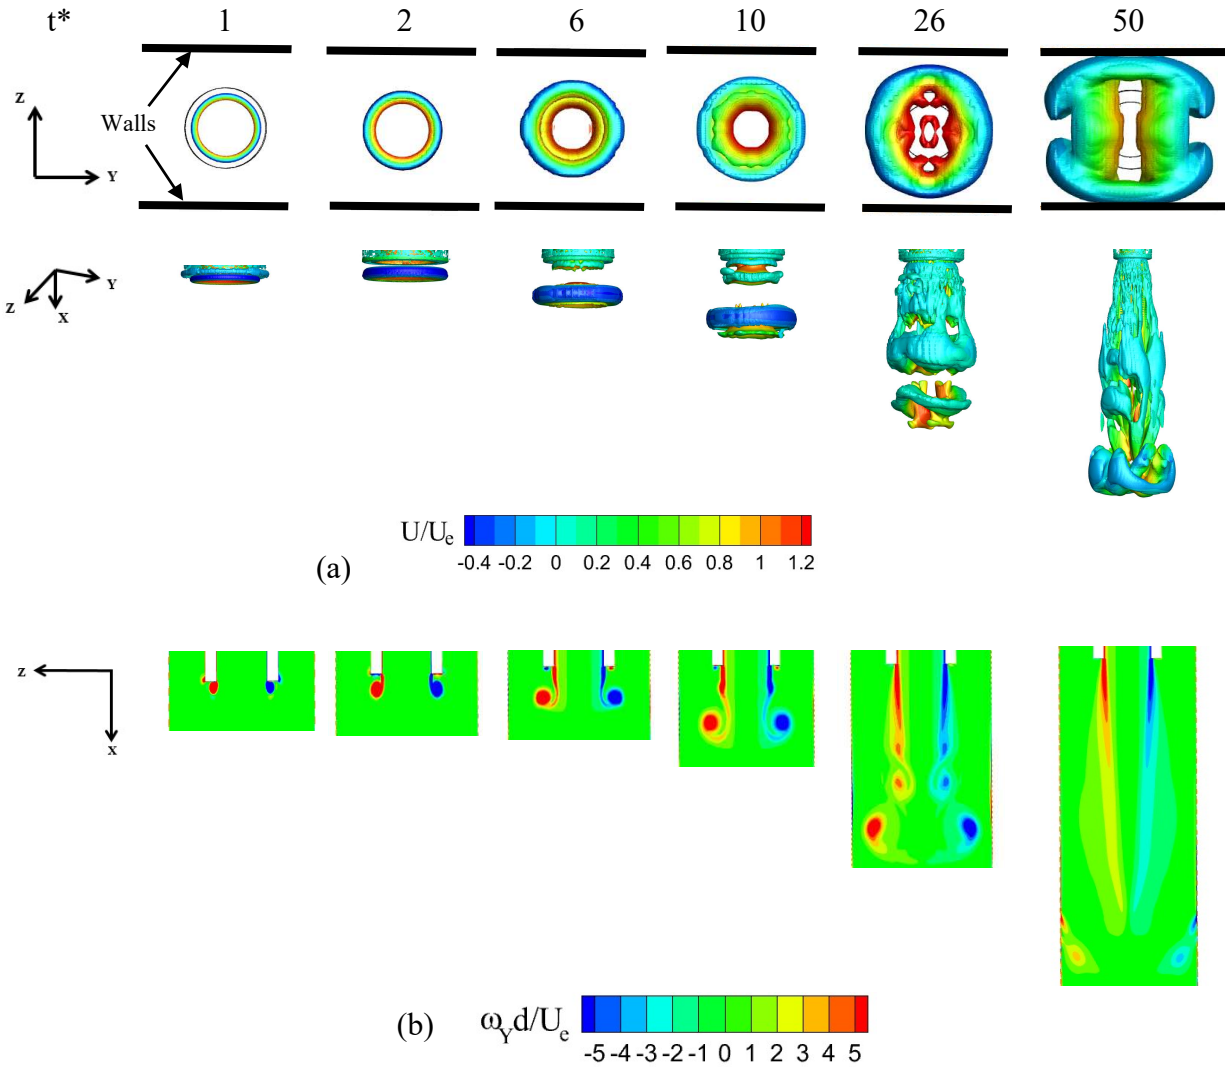 t* 1 2 6 10 26 50
Z
Walls
Y
Z Y
X
U/Ue
-0.4 -0.2 0 0.2 0.4 0.6 0.8 1 1.2
(a)
Z
X
(b) ωY d/Ue
-5 -4 -3 -2 -1 0 1 2 3 4 5